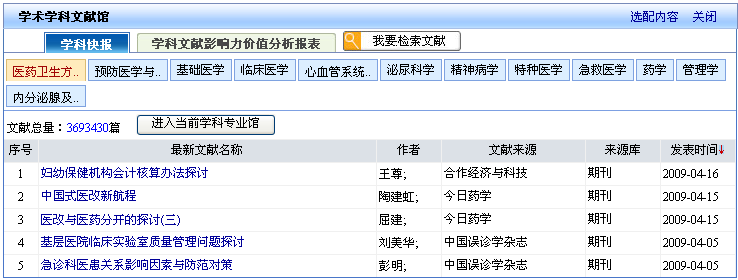 学术学科文献馆 选配内容 关闭
学科快报 学科文献影响力价值分析报表 我要检索文献
医药卫生方.. 预防医学与.. 基础医学 临床医学 心血管系统.. 泌尿科学 精神病学 特种医学 急救医学 药学 管理学
内分泌腺及..
文献总量：3693430篇 进入当前学科专业馆
序号 最新文献名称 作者 文献来源 来源库 发表时间↓
1 妇幼保健机构会计核算办法探讨 王尊; 合作经济与科技 期刊 2009-04-16
2 中国式医改新航程 陶建虹; 今日药学 期刊 2009-04-15
3 医改与医药分开的探讨(三) 屈建; 今日药学 期刊 2009-04-15
4 基层医院临床实验室质量管理问题探讨 刘美华; 中国误诊学杂志 期刊 2009-04-05
5 急诊科医患关系影响因素与防范对策 彭明; 中国误诊学杂志 期刊 2009-04-05